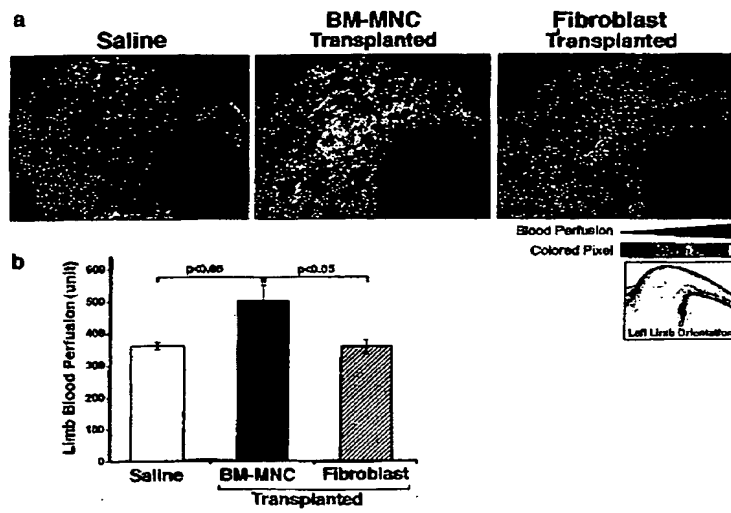 a
Saline
BM-MNC
Transplanted
Fibroblast
Transplanted
Blood Perfusion
Colored Pixel
Left Limb Orientation
b
Limb Blood Perfusion (unit)
600
500
400
300
200
100
0
p<0.05
p<0.05
Saline
BM-MNC
Fibroblast
Transplanted